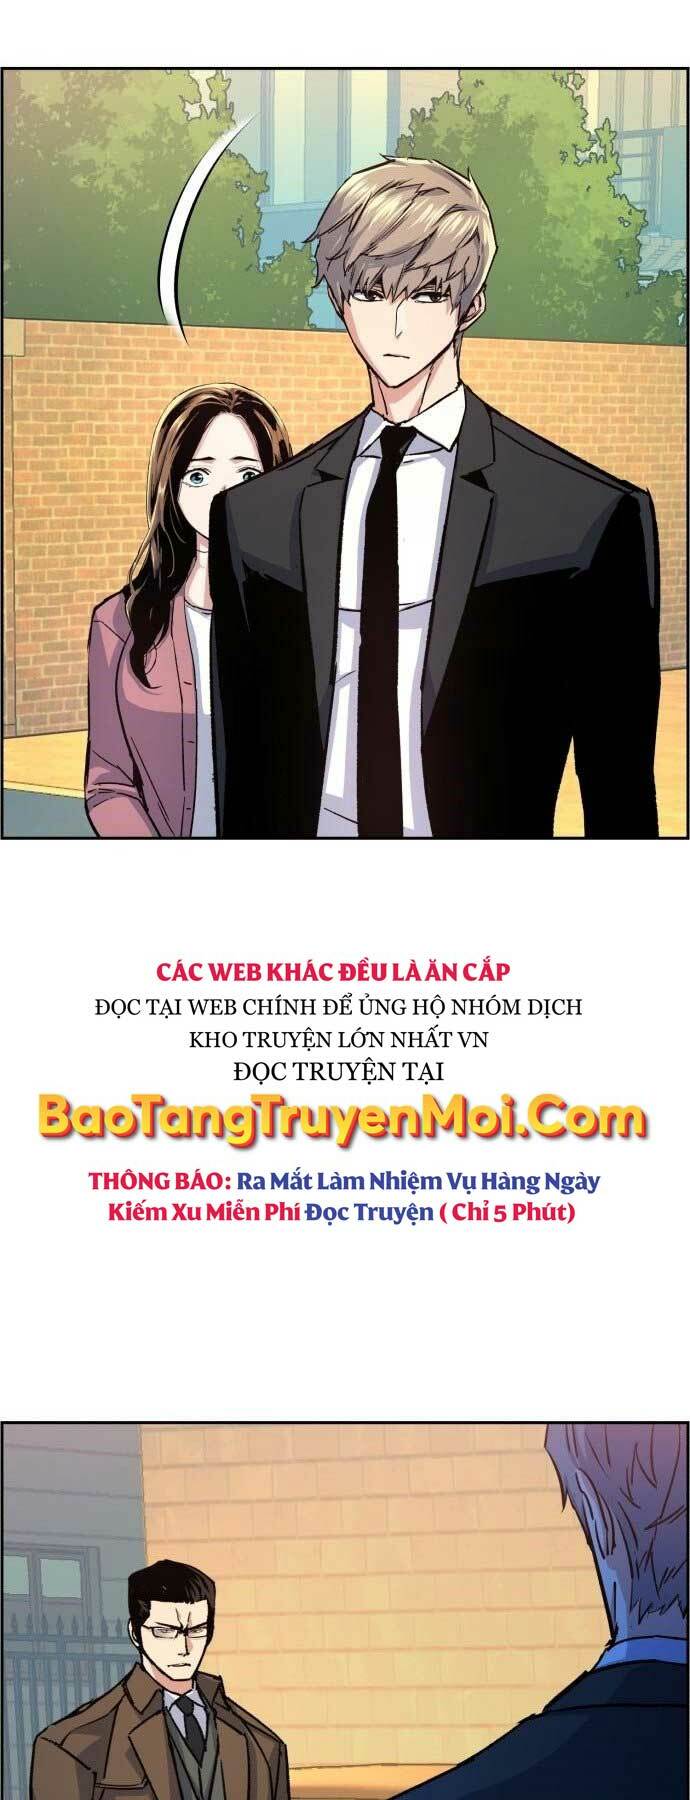 CÁC WEB KHÁC ĐỀU LÀ ĂN CẮP
ĐỌC TẠI WEB CHÍNH ĐỂ ỦNG HỘ NHÓM DỊCH
KHO TRUYỆN LỚN NHẤT VN
ĐỌC TRUYỆN TẠI
BaoTangTruyenMoi.Com
THÔNG BÁO: Ra Mắt Làm Nhiệm Vụ Hàng Ngày
Kiếm Xu Miễn Phí Đọc Truyện ( Chỉ 5 Phút)